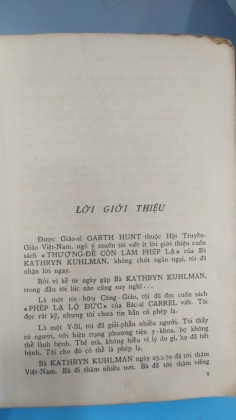 LỜI GIỚI THIỆU
Được Giáo-sĩ GARTH HUNT thuộc Hội Truyền-
Giáo Việt-Nam, ngỏ ý muốn tôi viết ít lời giới thiệu cuốn
sách «THƯỢNG-ĐẾ CÒN LÀM PHÉP LẠ» của Bà
KATHRYN KUHLMAN, không chút ngần ngại, tôi đã
nhận lời ngay.
Bởi vì kể từ ngày gặp Bà KATHRYN KUHLMAN,
trong đầu tôi lúc nào cũng suy nghĩ...
Là một tín-hữu Công-Giáo, tôi đã đọc cuốn sách
«PHÉP LẠ LỘ ĐỨC» của Bác-sĩ CARREL viết. Tôi
đọc rất kỹ, nhưng tôi chưa tin hẳn có phép lạ.
Là một Y-Sĩ, tôi đã giải-phẫu nhiều người. Tôi thấy
có người, với hiện trạng phương tiện y-khoa, họ không
thể lành bệnh. Thế mà, không hiểu vì lý do gì, họ đã hết
bệnh. Tôi cho đó có thể là phép lạ.
Bà KATHRYN KUHLMAN ngày 25.1.70 đã tới thăm
Việt-Nam. Bà đi thăm nhiều nơi. Bà đã tới thăm riêng
9